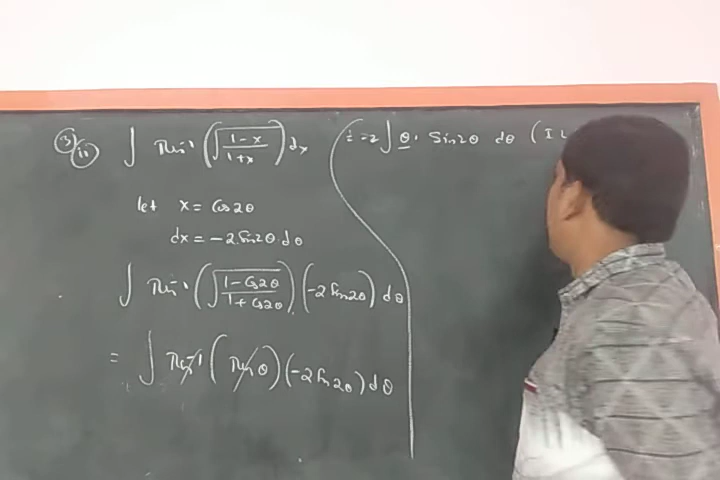 3) ii) ∫ Tan⁻¹(√(1-x)/(1+x)) dx
let x = Cos2θ
dx = -2.Sin2θ.dθ
∫ Tan⁻¹(√(1-Cos2θ)/(1+Cos2θ)).(-2 Sin2θ) dθ
= ∫ Tan⁻¹(Tanθ)(-2 Sin2θ) dθ
= -2 ∫ θ. Sin2θ dθ (IL